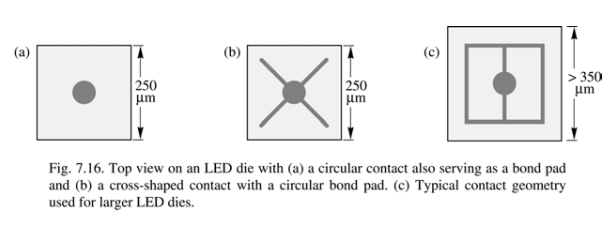 (a)
250
μm
(b)
250
μm
(c)
> 350
μm
Fig. 7.16. Top view on an LED die with (a) a circular contact also serving as a bond pad
and (b) a cross-shaped contact with a circular bond pad. (c) Typical contact geometry
used for larger LED dies.